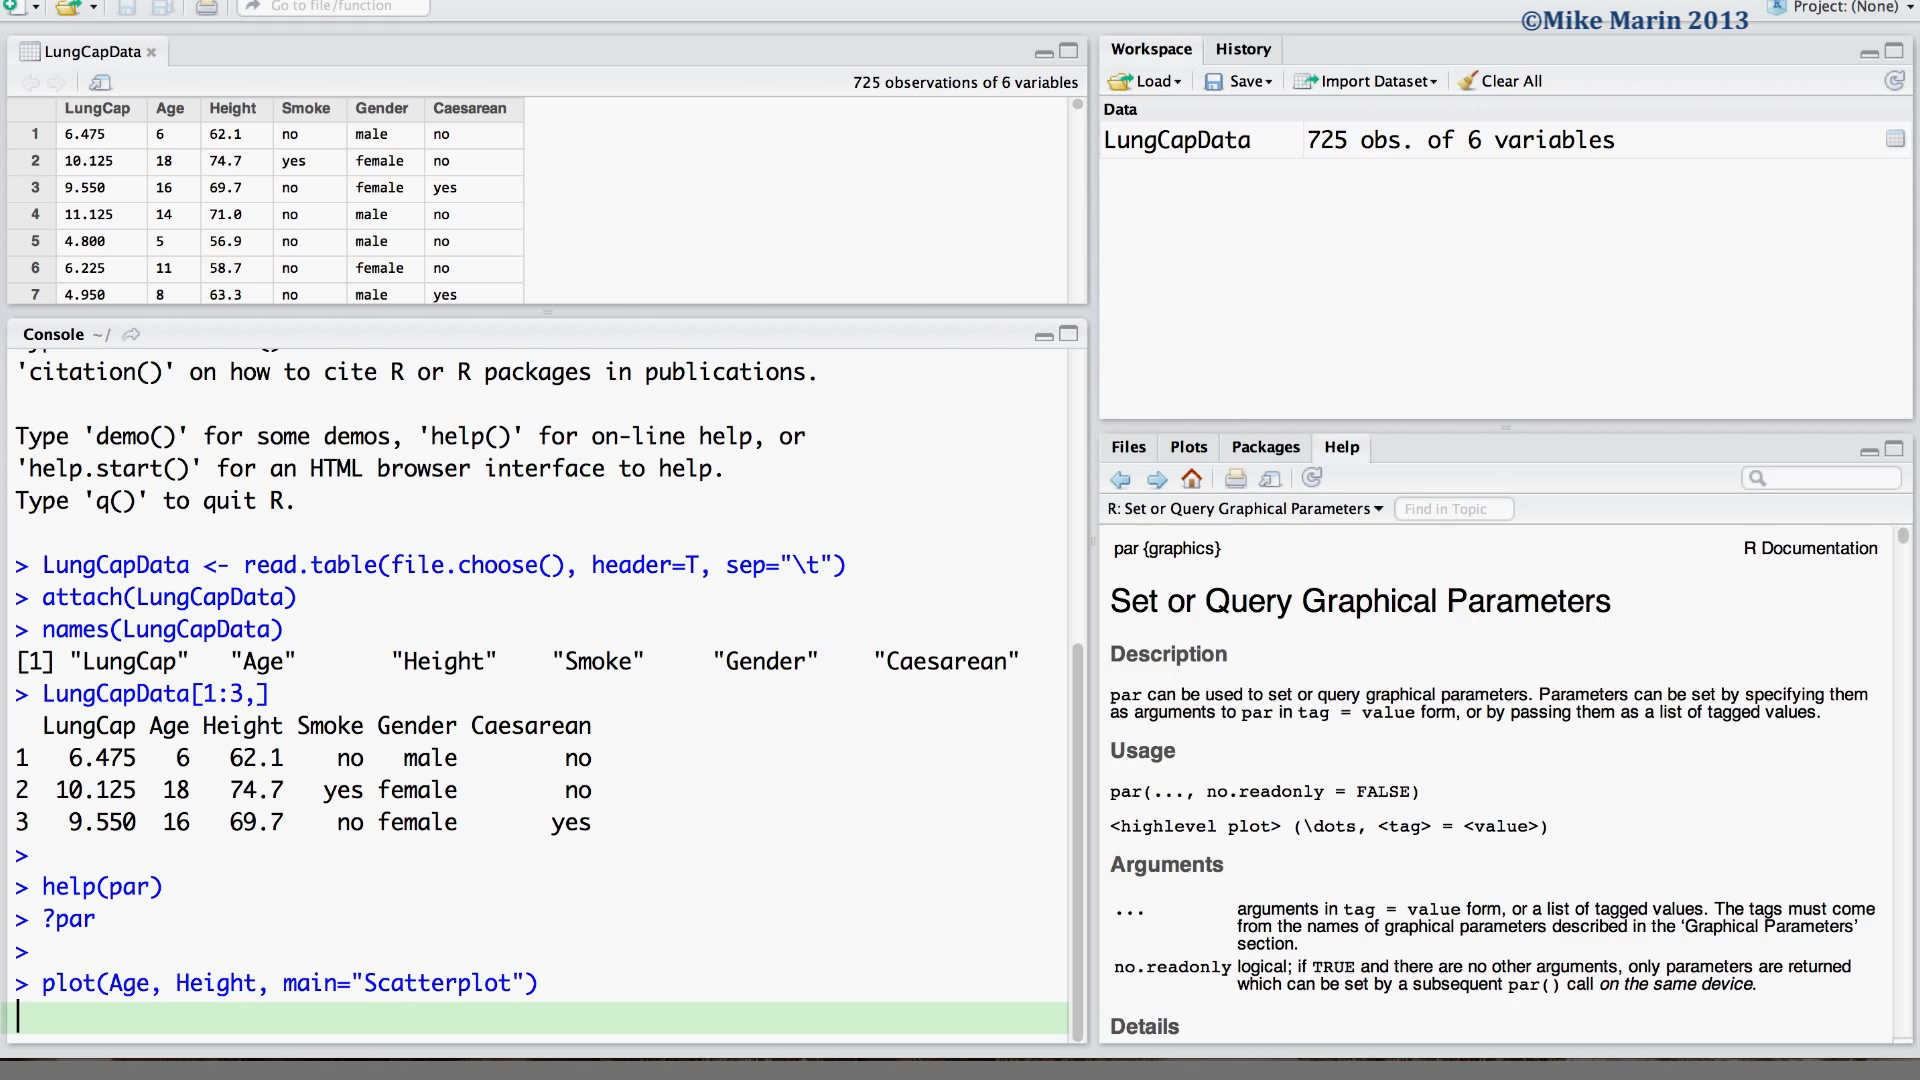 Go to file/function
Project: (None)
©Mike Marin 2013
LungCapData
725 observations of 6 variables
LungCap Age Height Smoke Gender Caesarean
1 6.475 6 62.1 no male no
2 10.125 18 74.7 yes female no
3 9.550 16 69.7 no female yes
4 11.125 14 71.0 no male no
5 4.800 5 56.9 no male no
6 6.225 11 58.7 no female no
7 4.950 8 63.3 no male yes
Console ~/
'citation()' on how to cite R or R packages in publications.
Type 'demo()' for some demos, 'help()' for on-line help, or
'help.start()' for an HTML browser interface to help.
Type 'q()' to quit R.
> LungCapData <- read.table(file.choose(), header=T, sep="\t")
> attach(LungCapData)
> names(LungCapData)
[1] "LungCap" "Age" "Height" "Smoke" "Gender" "Caesarean"
> LungCapData[1:3,]
LungCap Age Height Smoke Gender Caesarean
1 6.475 6 62.1 no male no
2 10.125 18 74.7 yes female no
3 9.550 16 69.7 no female yes
>
> help(par)
> ?par
>
> plot(Age, Height, main="Scatterplot")
Workspace History
Load Save Import Dataset Clear All
Data
LungCapData 725 obs. of 6 variables
Files Plots Packages Help
R: Set or Query Graphical Parameters Find in Topic
par {graphics} R Documentation
Set or Query Graphical Parameters
Description
par can be used to set or query graphical parameters. Parameters can be set by specifying them
as arguments to par in tag = value form, or by passing them as a list of tagged values.
Usage
par(..., no.readonly = FALSE)
<highlevel plot> (\dots, <tag> = <value>)
Arguments
... arguments in tag = value form, or a list of tagged values. The tags must come
from the names of graphical parameters described in the ‘Graphical Parameters’
section.
no.readonly logical; if TRUE and there are no other arguments, only parameters are returned
which can be set by a subsequent par() call on the same device.
Details